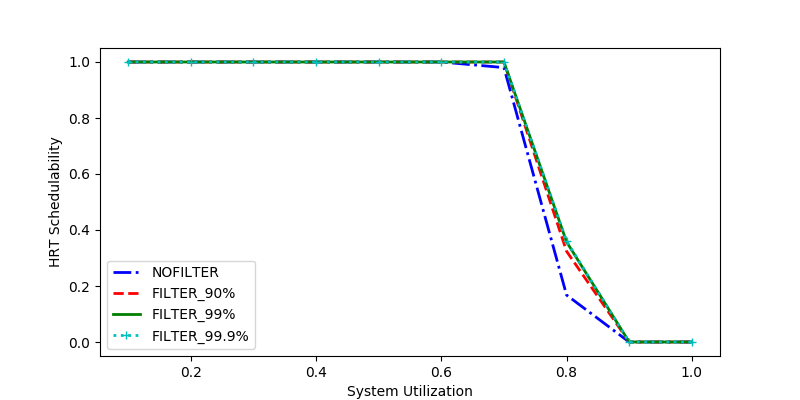 1.0
0.8
0.6
0.4
0.2
0.0
HRT Schedulability
NOFILTER
FILTER_90%
FILTER_99%
FILTER_99.9%
0.2 0.4 0.6 0.8 1.0
System Utilization